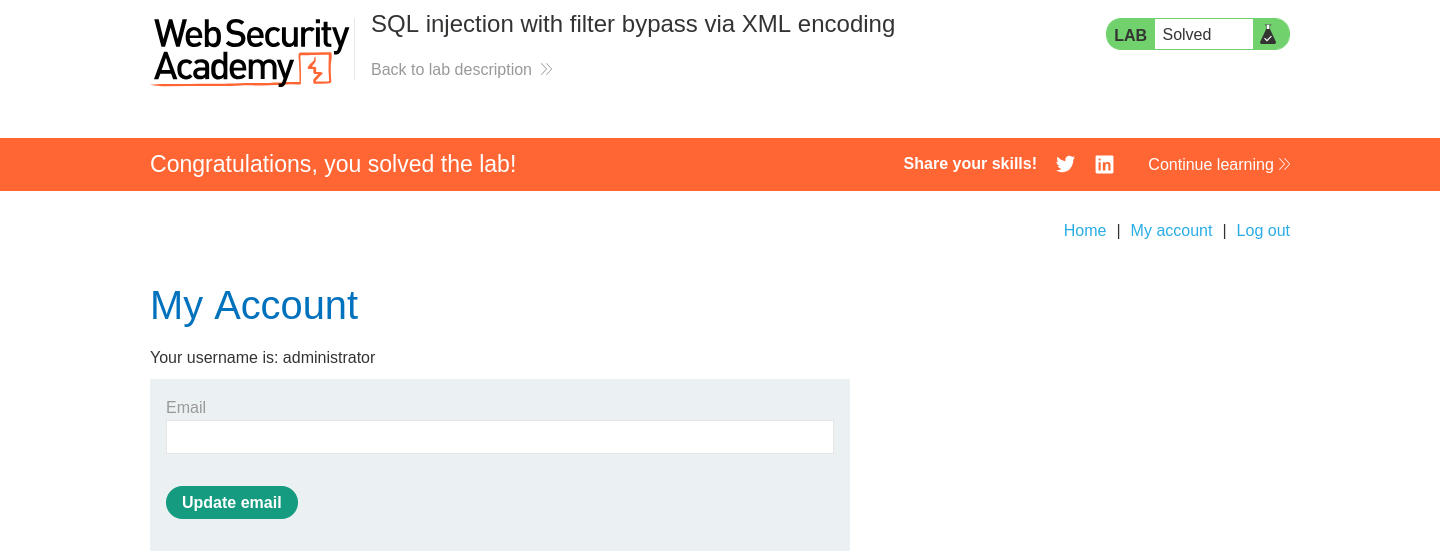 Web Security
Academy
SQL injection with filter bypass via XML encoding
Back to lab description
LAB Solved
Congratulations, you solved the lab!
Share your skills!
Continue learning
Home | My account | Log out
My Account
Your username is: administrator
Email
Update email